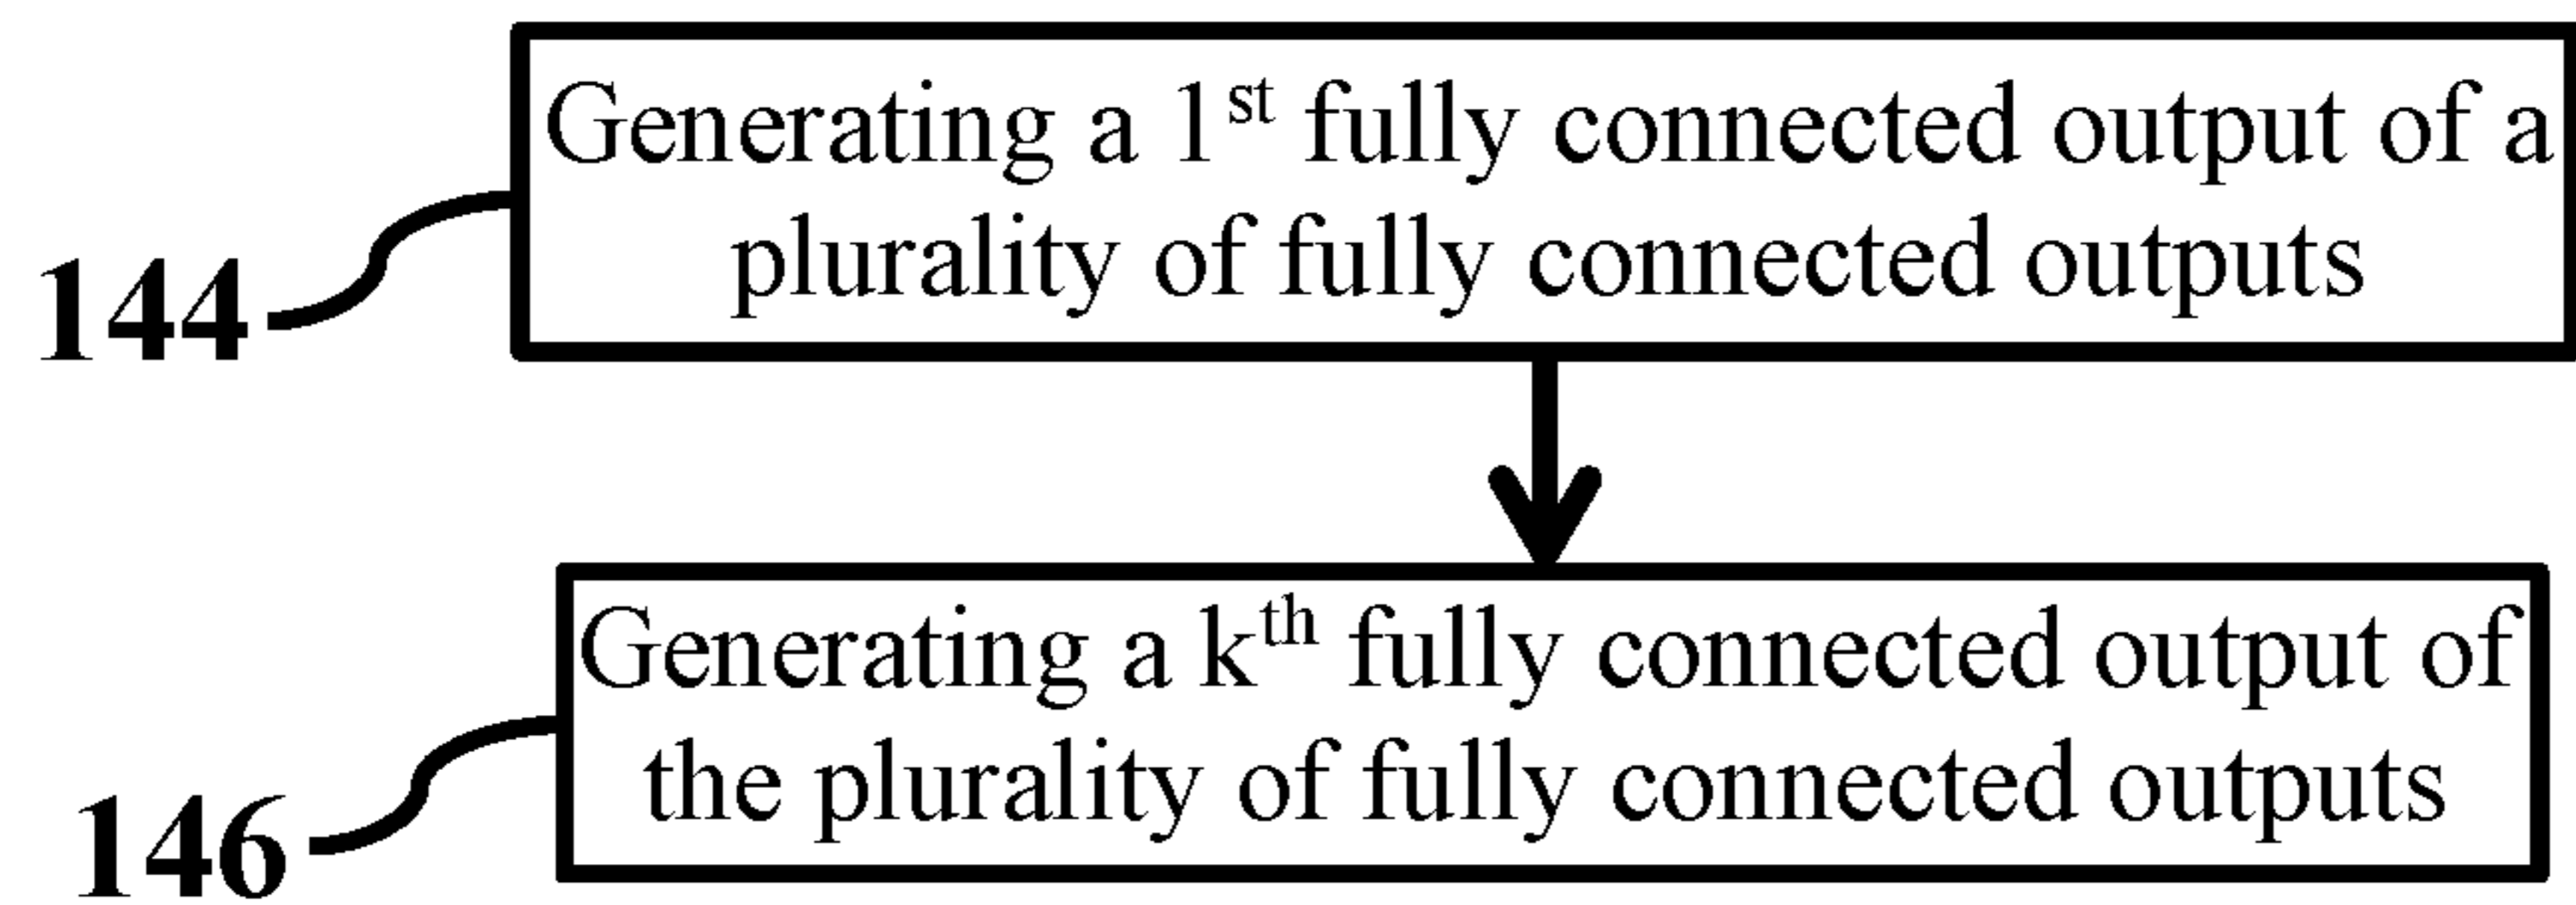 Generating a 1st fully connected output of a
plurality of fully connected outputs
144
Generating a kth fully connected output of
the plurality of fully connected outputs
146